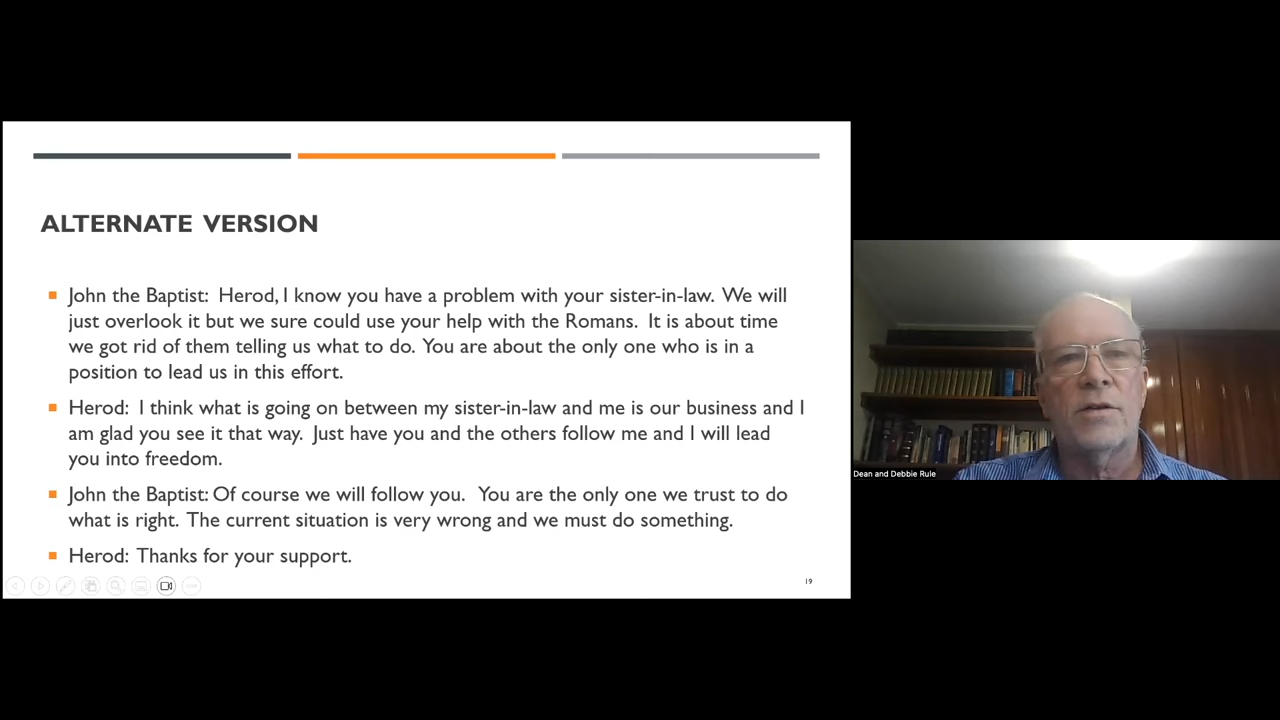 ALTERNATE VERSION
John the Baptist: Herod, I know you have a problem with your sister-in-law. We will
just overlook it but we sure could use your help with the Romans. It is about time
we got rid of them telling us what to do. You are about the only one who is in a
position to lead us in this effort.
Herod: I think what is going on between my sister-in-law and me is our business and I
am glad you see it that way. Just have you and the others follow me and I will lead
you into freedom.
John the Baptist: Of course we will follow you. You are the only one we trust to do
what is right. The current situation is very wrong and we must do something.
Herod: Thanks for your support.
19
Dean and Debbie Rule